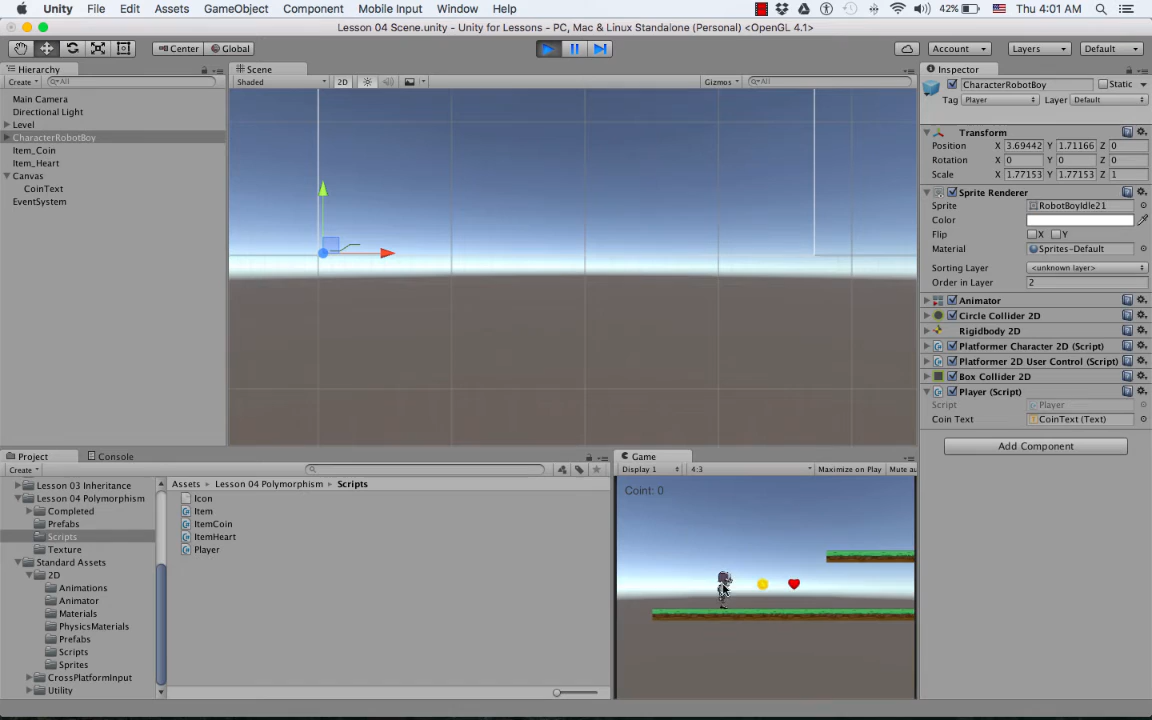 Unity File Edit Assets GameObject Component Mobile Input Window Help 42% Thu 4:01 AM
Lesson 04 Scene.unity - Unity for Lessons - PC, Mac & Linux Standalone (Personal) <OpenGL 4.1>
Center Global Account Layers Default
Hierarchy Scene Inspector
Create All Shaded 2D Gizmos All CharacterRobotBoy Static
Tag Player Layer Default
Main Camera
Directional Light
Level
CharacterRobotBoy
Item_Coin
Item_Heart
Canvas
CoinText
EventSystem
Transform
Position X 3.69442 Y 1.71166 Z 0
Rotation X 0 Y 0 Z 0
Scale X 1.77153 Y 1.77153 Z 1
Sprite Renderer
Sprite RobotBoyIdle21
Color
Flip X Y
Material Sprites-Default
Sorting Layer <unknown layer>
Order in Layer 2
Animator
Circle Collider 2D
Rigidbody 2D
Platformer Character 2D (Script)
Platformer 2D User Control (Script)
Box Collider 2D
Player (Script)
Script Player
Coin Text CoinText (Text)
Add Component
Project Console
Create
Lesson 03 Inheritance
Lesson 04 Polymorphism
Completed
Prefabs
Scripts
Texture
Standard Assets
2D
Animations
Animator
Materials
PhysicsMaterials
Prefabs
Scripts
Sprites
CrossPlatformInput
Utility
Assets Lesson 04 Polymorphism Scripts
Icon
Item
ItemCoin
ItemHeart
Player
Game
Display 1 4:3 Maximize on Play Mute au
Coint: 0